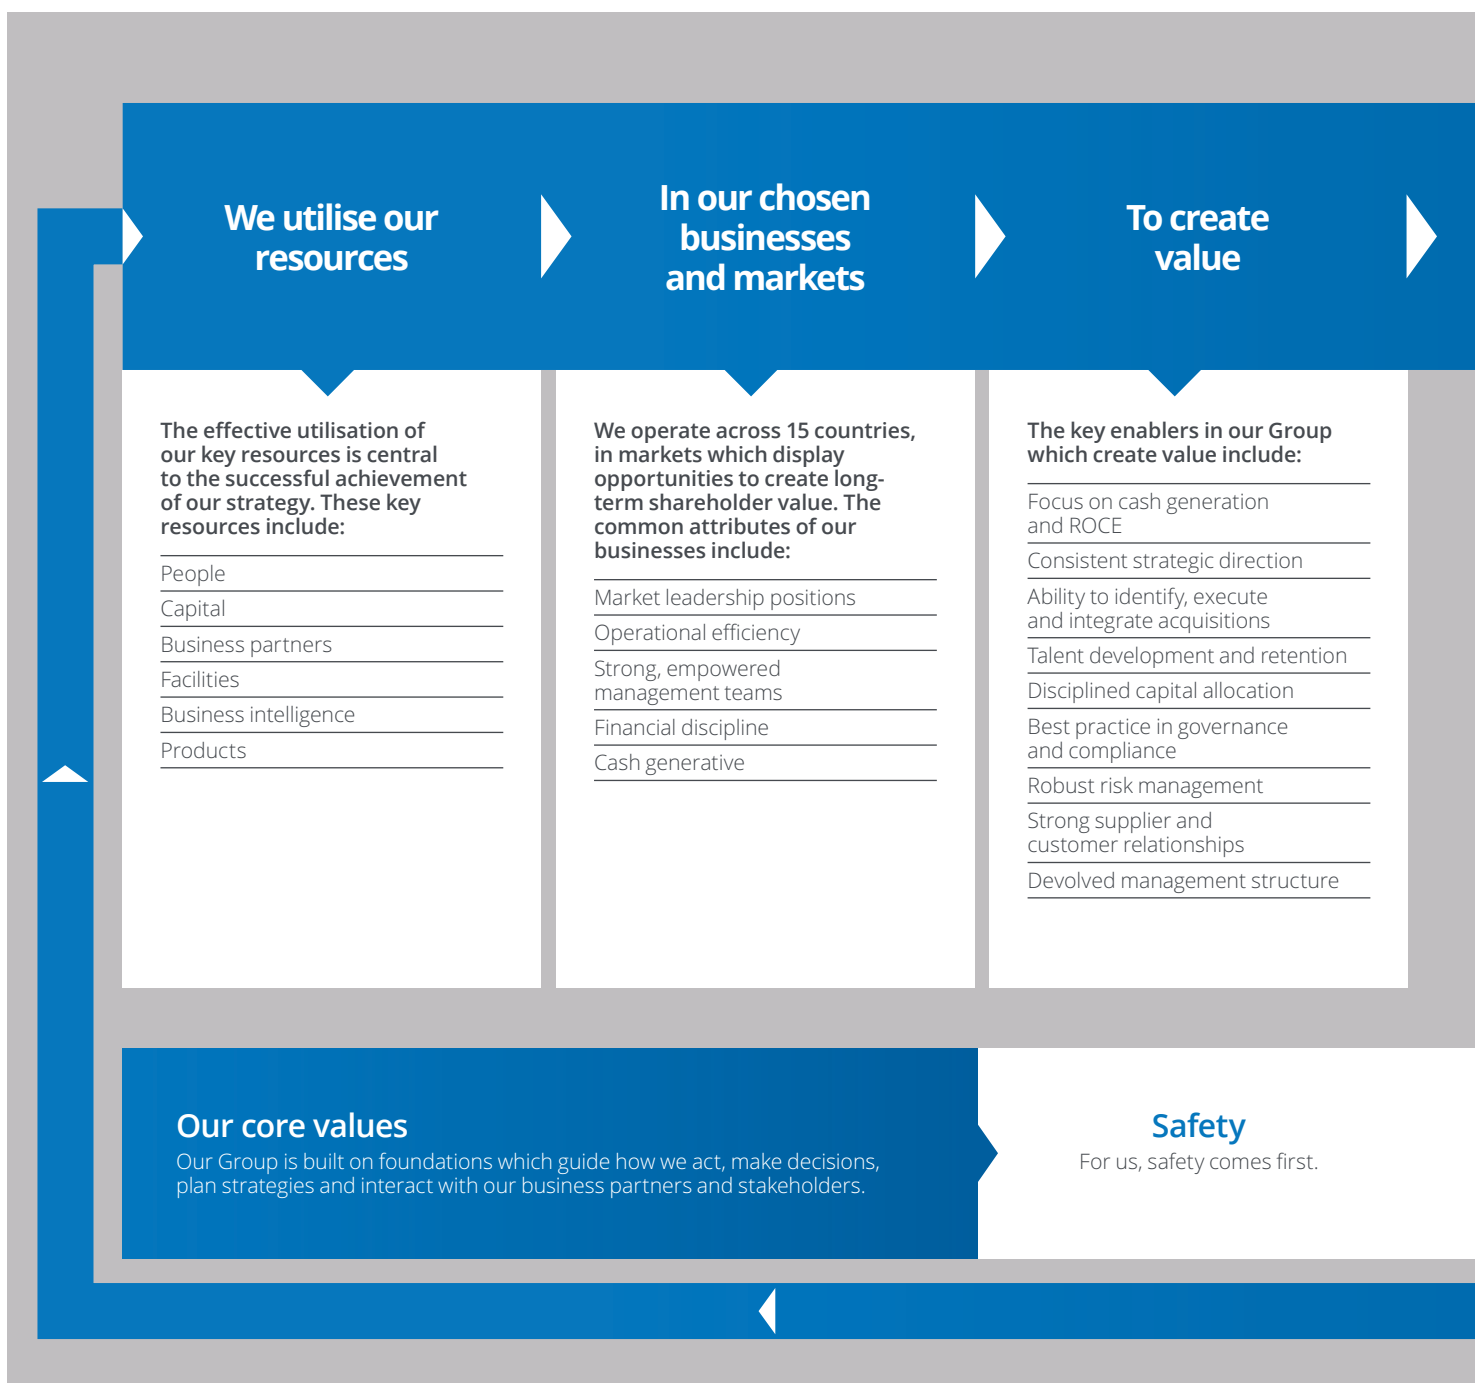 We utilise our
resources
In our chosen
businesses
and markets
To create
value
The effective utilisation of
our key resources is central
to the successful achievement
of our strategy. These key
resources include:
People
Capital
Business partners
Facilities
Business intelligence
Products
We operate across 15 countries,
in markets which display
opportunities to create long-
term shareholder value. The
common attributes of our
businesses include:
Market leadership positions
Operational efficiency
Strong, empowered
management teams
Financial discipline
Cash generative
The key enablers in our Group
which create value include:
Focus on cash generation
and ROCE
Consistent strategic direction
Ability to identify, execute
and integrate acquisitions
Talent development and retention
Disciplined capital allocation
Best practice in governance
and compliance
Robust risk management
Strong supplier and
customer relationships
Devolved management structure
Our core values
Our Group is built on foundations which guide how we act, make decisions,
plan strategies and interact with our business partners and stakeholders.
Safety
For us, safety comes first.